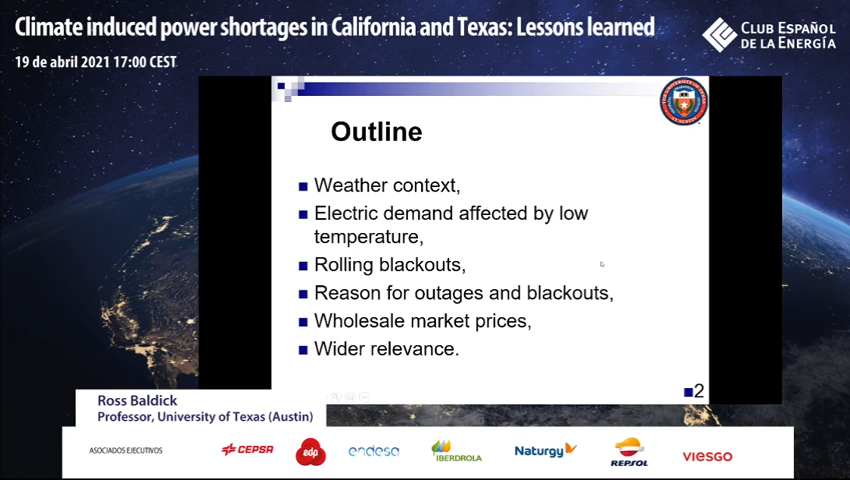 Climate induced power shortages in California and Texas: Lessons learned
19 de abril 2021 17:00 CEST
CLUB ESPAÑOL
DE LA ENERGÍA
Outline
Weather context,
Electric demand affected by low
temperature,
Rolling blackouts,
Reason for outages and blackouts,
Wholesale market prices,
Wider relevance.
2
Ross Baldick
Professor, University of Texas (Austin)
ASOCIADOS EJECUTIVOS
CEPSA
edp
endesa
IBERDROLA
Naturgy
REPSOL
VIESGO